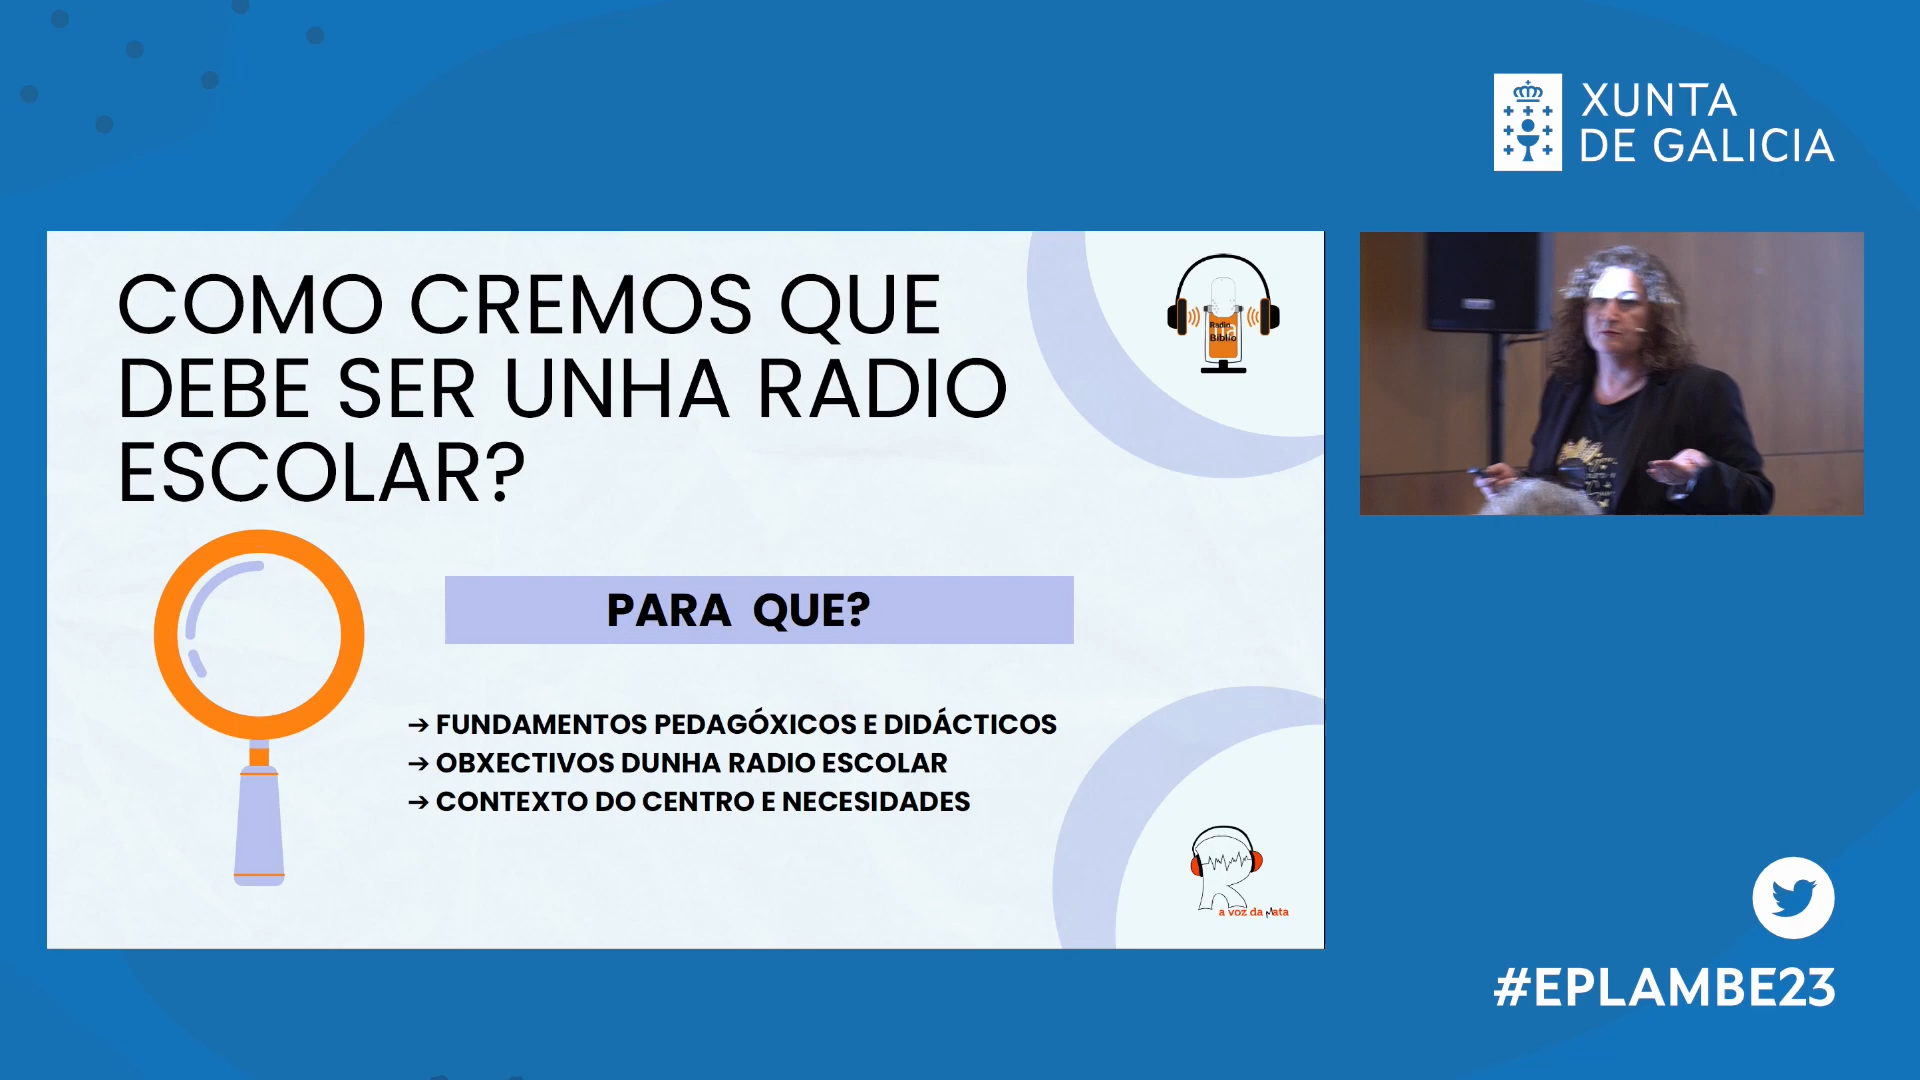 XUNTA
DE GALICIA
COMO CREMOS QUE
DEBE SER UNHA RADIO
ESCOLAR?
Radio
Biblio
PARA QUE?
→ FUNDAMENTOS PEDAGÓXICOS E DIDÁCTICOS
→ OBXECTIVOS DUNHA RADIO ESCOLAR
→ CONTEXTO DO CENTRO E NECESIDADES
R
a voz da Mata
#EPLAMBE23